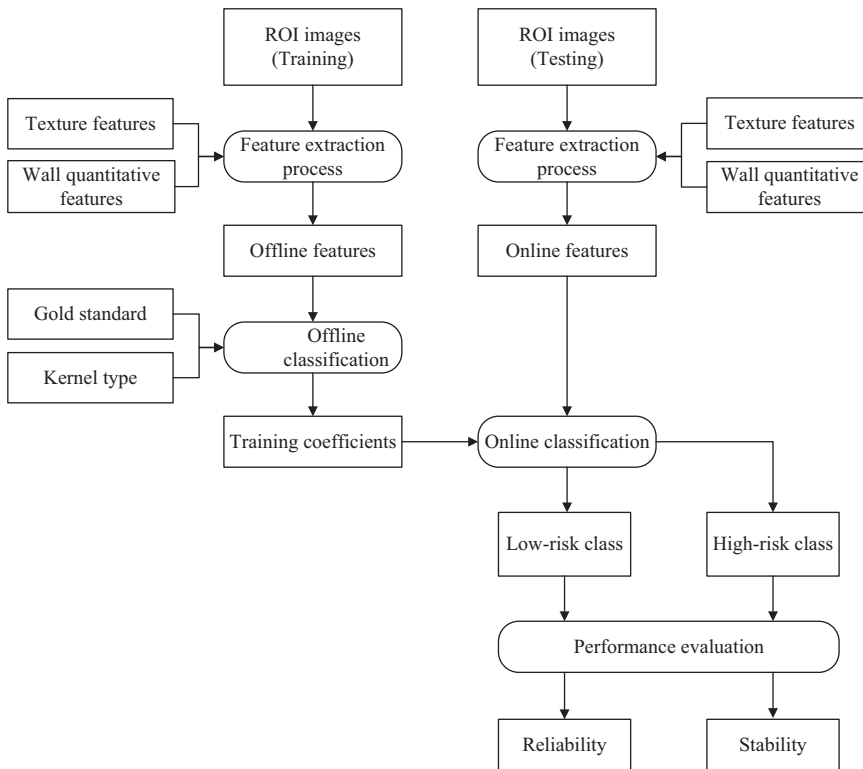 ROI images
(Training)
ROI images
(Testing)
Texture features
Wall quantitative
features
Feature extraction
process
Feature extraction
process
Texture features
Wall quantitative
features
Offline features
Online features
Gold standard
Kernel type
Offline
classification
Training coefficients
Online classification
Low-risk class
High-risk class
Performance evaluation
Reliability
Stability